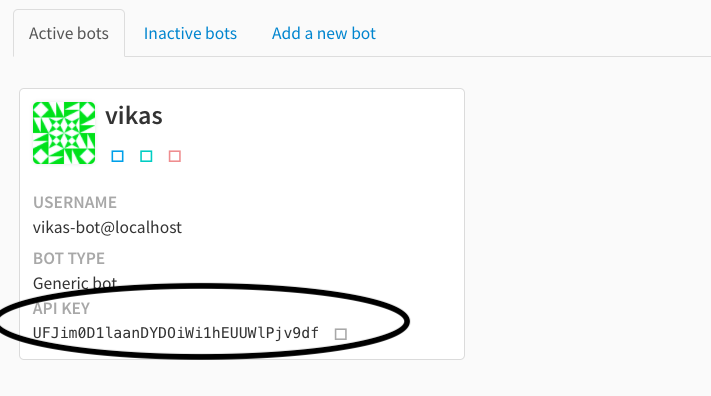 Active bots Inactive bots Add a new bot
vikas
USERNAME
vikas-bot@localhost
BOT TYPE
Generic bot
API KEY
UFJim0D1laanDYDOiWi1hEUUWlPjv9df